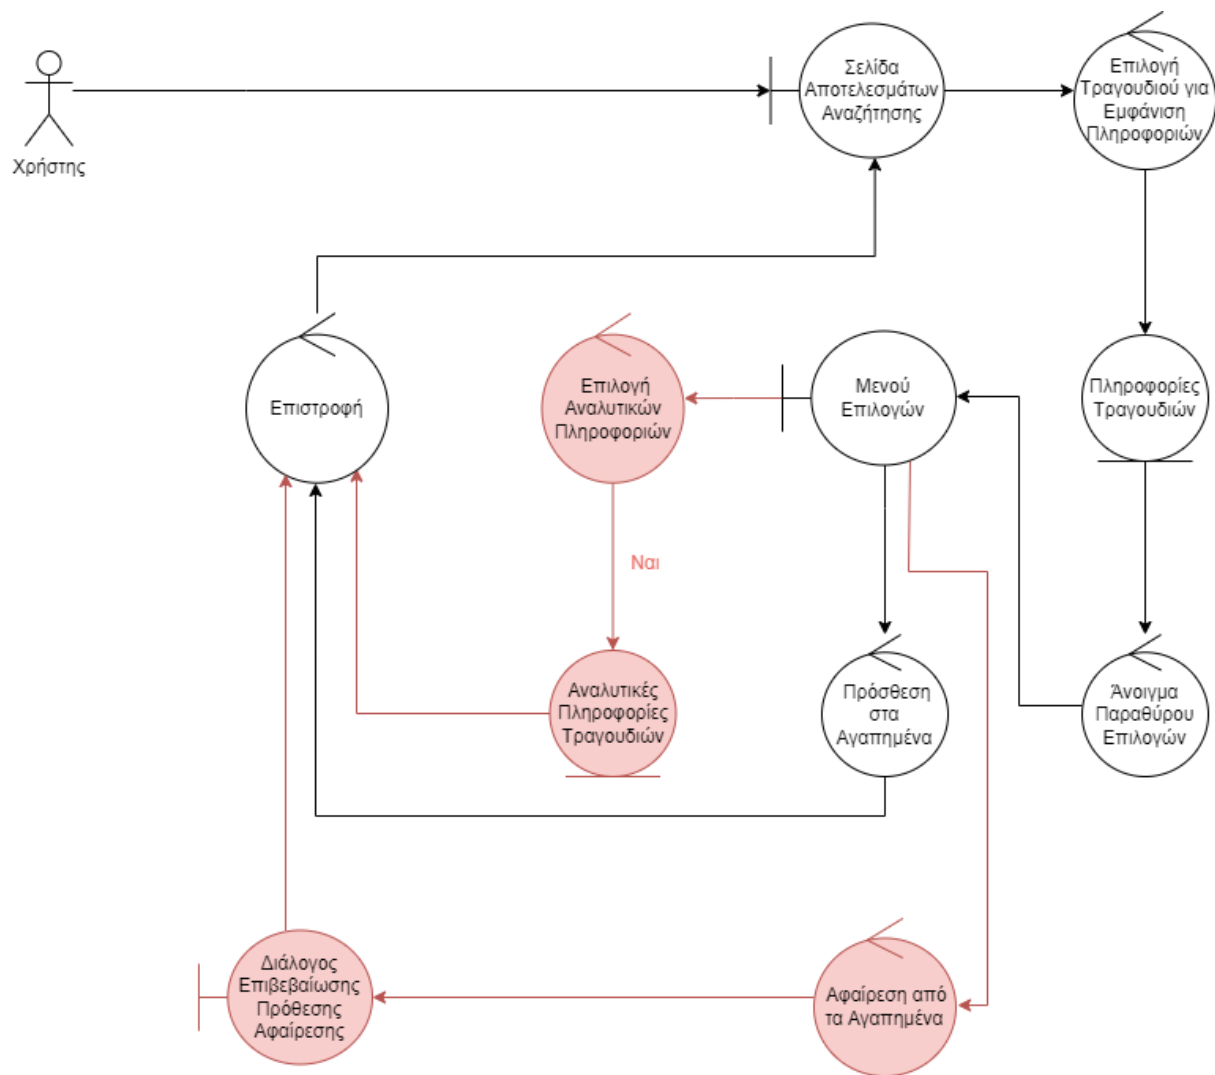 Σελίδα
Αποτελεσμάτων
Αναζήτησης
Επιλογή
Τραγουδιού για
Εμφάνιση
Πληροφοριών
Χρήστης
Επιστροφή
Επιλογή
Αναλυτικών
Πληροφοριών
Μενού
Επιλογών
Πληροφορίες
Τραγουδιών
Ναι
Αναλυτικές
Πληροφορίες
Τραγουδιών
Πρόσθεση
στα
Αγαπημένα
Άνοιγμα
Παραθύρου
Επιλογών
Διάλογος
Επιβεβαίωσης
Πρόθεσης
Αφαίρεσης
Αφαίρεση από
τα Αγαπημένα